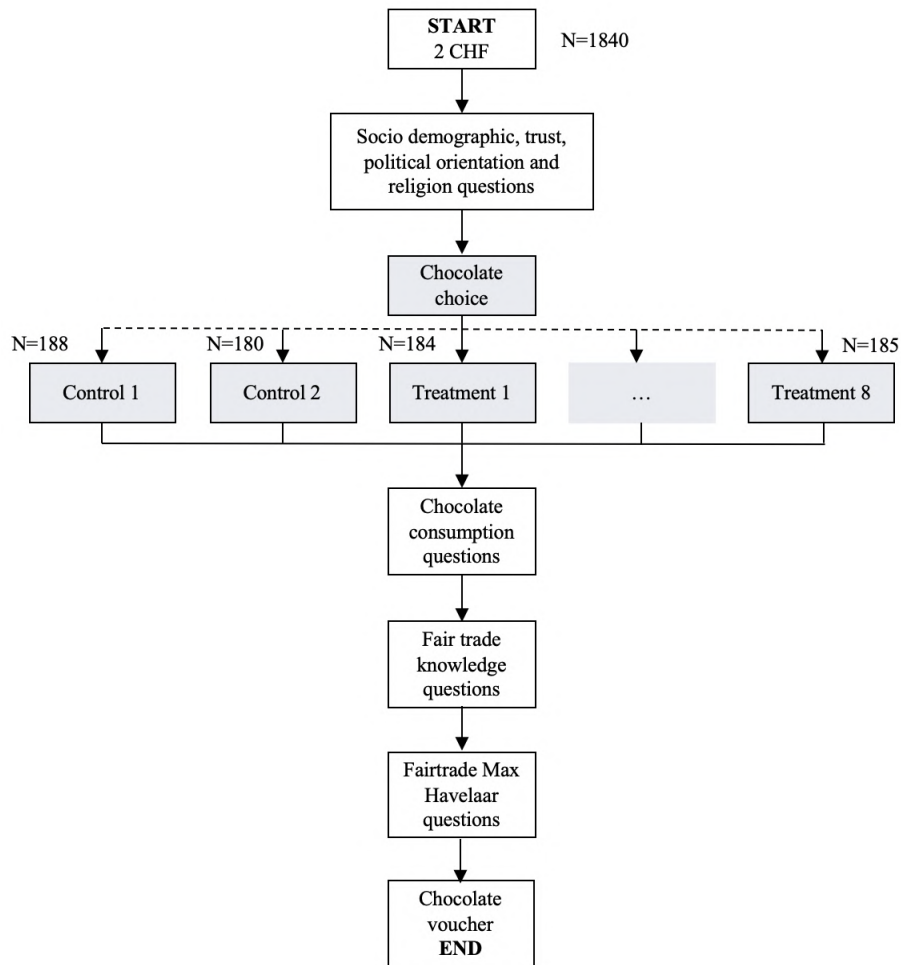 START
2 CHF
N=1840
Socio demographic, trust,
political orientation and
religion questions
Chocolate
choice
N=188
N=180
N=184
N=185
Control 1
Control 2
Treatment 1
…
Treatment 8
Chocolate
consumption
questions
Fair trade
knowledge
questions
Fairtrade Max
Havelaar
questions
Chocolate
voucher
END